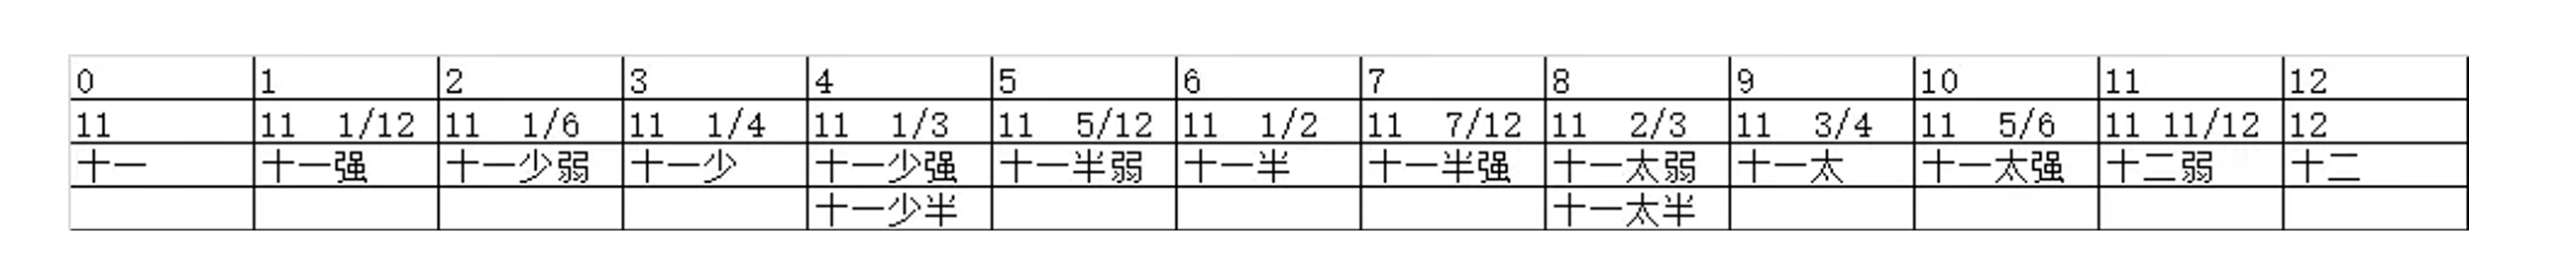 0 1 2 3 4 5 6 7 8 9 10 11 12
11 11 1/12 11 1/6 11 1/4 11 1/3 11 5/12 11 1/2 11 7/12 11 2/3 11 3/4 11 5/6 11 11/12 12
十一 十一强 十一少弱 十一少 十一少强 十一半弱 十一半 十一半强 十一太弱 十一太 十一太强 十二弱 十二
十一少半 十一太半